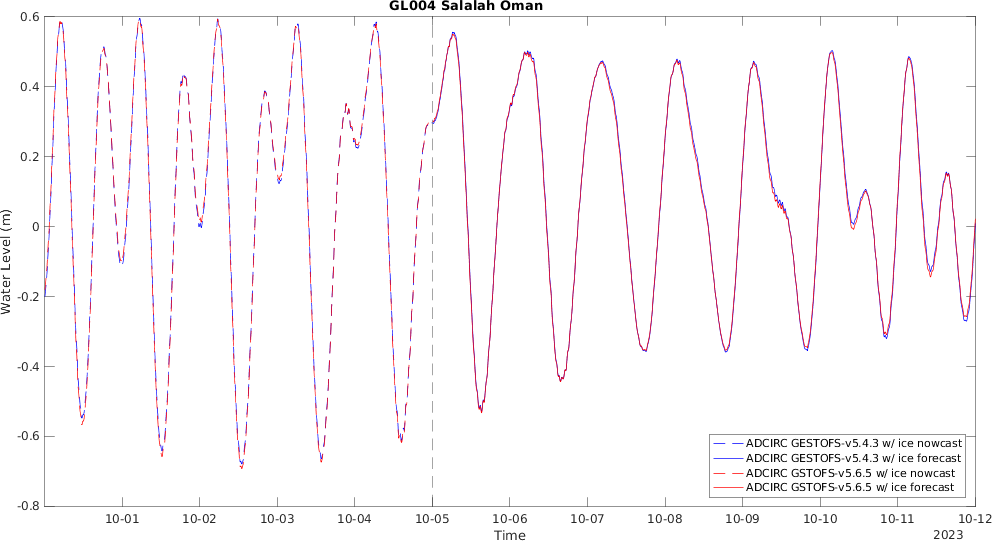 GL004 Salalah Oman
0.6
0.4
0.2
0
-0.2
-0.4
-0.6
-0.8
Water Level (m)
ADCIRC GESTOFS-v5.4.3 w/ ice nowcast
ADCIRC GESTOFS-v5.4.3 w/ ice forecast
ADCIRC GSTOFS-v5.6.5 w/ ice nowcast
ADCIRC GSTOFS-v5.6.5 w/ ice forecast
10-01 10-02 10-03 10-04 10-05 10-06 10-07 10-08 10-09 10-10 10-11 10-12
Time
2023